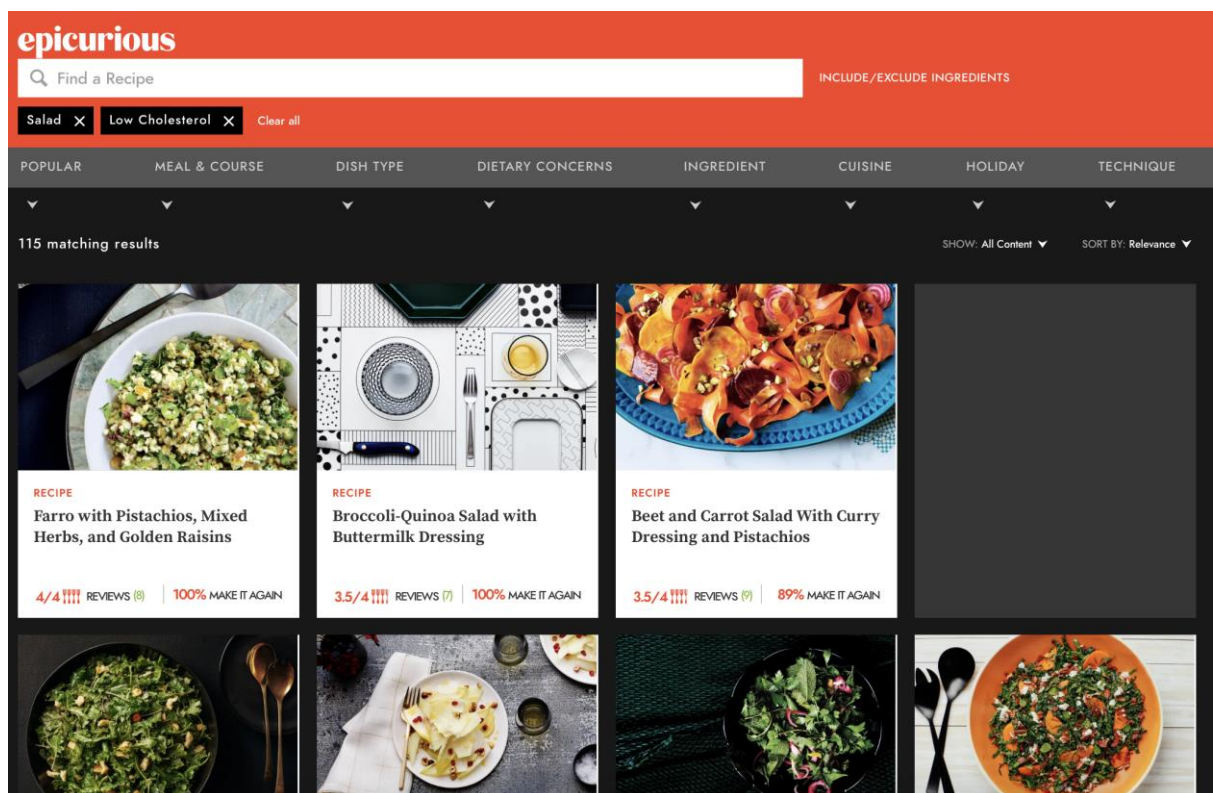 epicurious
Find a Recipe
INCLUDE/EXCLUDE INGREDIENTS
Salad ✕ Low Cholesterol ✕ Clear all
POPULAR MEAL & COURSE DISH TYPE DIETARY CONCERNS INGREDIENT CUISINE HOLIDAY TECHNIQUE
115 matching results
SHOW: All Content SORT BY: Relevance
RECIPE
Farro with Pistachios, Mixed
Herbs, and Golden Raisins
4/4 REVIEWS (8) 100% MAKE IT AGAIN
RECIPE
Broccoli-Quinoa Salad with
Buttermilk Dressing
3.5/4 REVIEWS (7) 100% MAKE IT AGAIN
RECIPE
Beet and Carrot Salad With Curry
Dressing and Pistachios
3.5/4 REVIEWS (9) 89% MAKE IT AGAIN